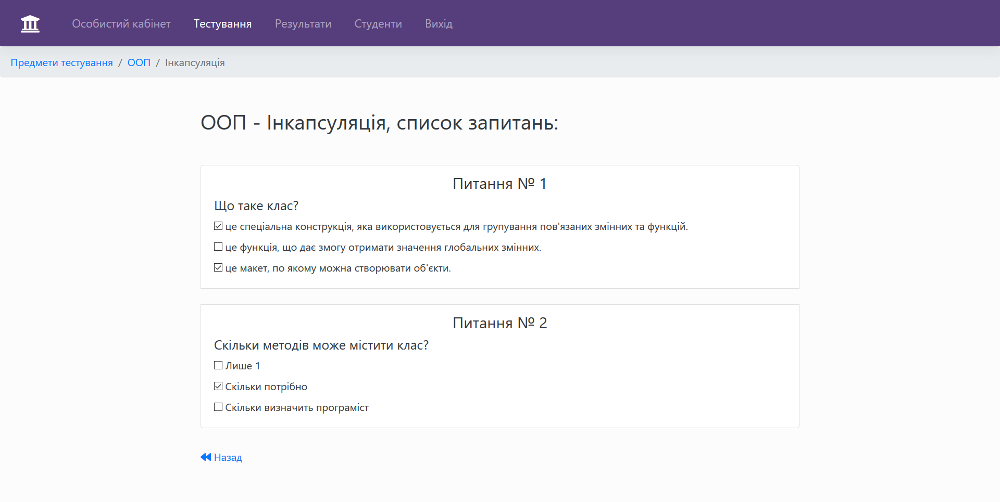 Особистий кабінет Тестування Результати Студенти Вихід
Предмети тестування / ООП / Інкапсуляція
ООП - Інкапсуляція, список запитань:
Питання № 1
Що таке клас?
це спеціальна конструкція, яка використовується для групування пов'язаних змінних та функцій.
це функція, що дає змогу отримати значення глобальних змінних.
це макет, по якому можна створювати об'єкти.
Питання № 2
Скільки методів може містити клас?
Лише 1
Скільки потрібно
Скільки визначить програміст
Назад